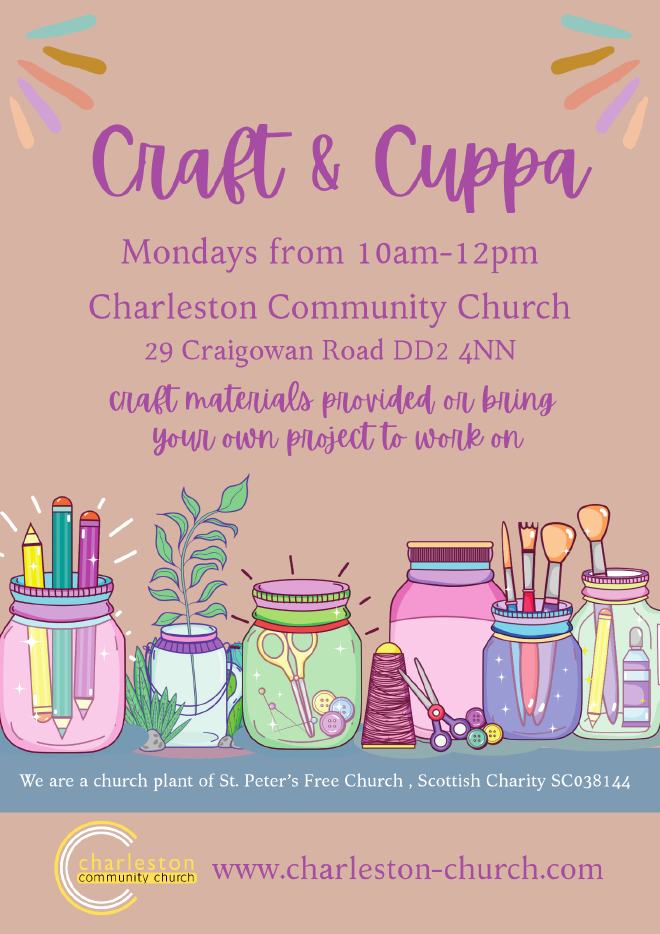 Craft & Cuppa
Mondays from 10am-12pm
Charleston Community Church
29 Craigowan Road DD2 4NN
craft materials provided or bring
your own project to work on
We are a church plant of St. Peter's Free Church , Scottish Charity SC038144
charleston
community church
www.charleston-church.com